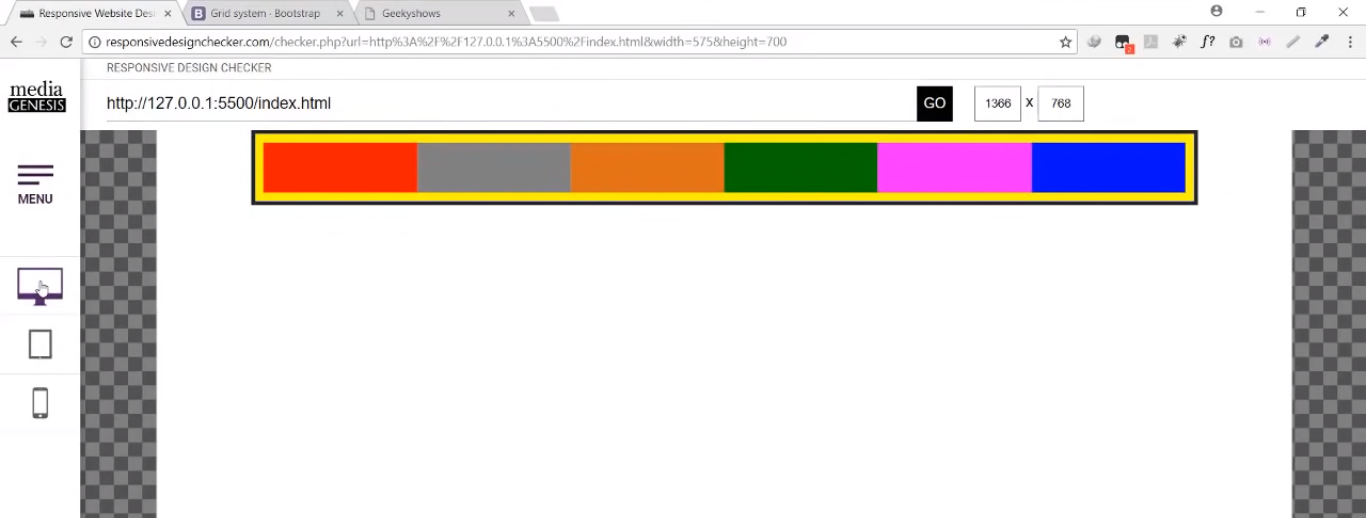 Responsive Website Des
Grid system · Bootstrap
Geekyshows
responsivedesignchecker.com/checker.php?url=http%3A%2F%2F127.0.0.1%3A5500%2Findex.html&width=575&height=700
f?
2
media
GENESIS
RESPONSIVE DESIGN CHECKER
http://127.0.0.1:5500/index.html
GO
1366 X 768
MENU